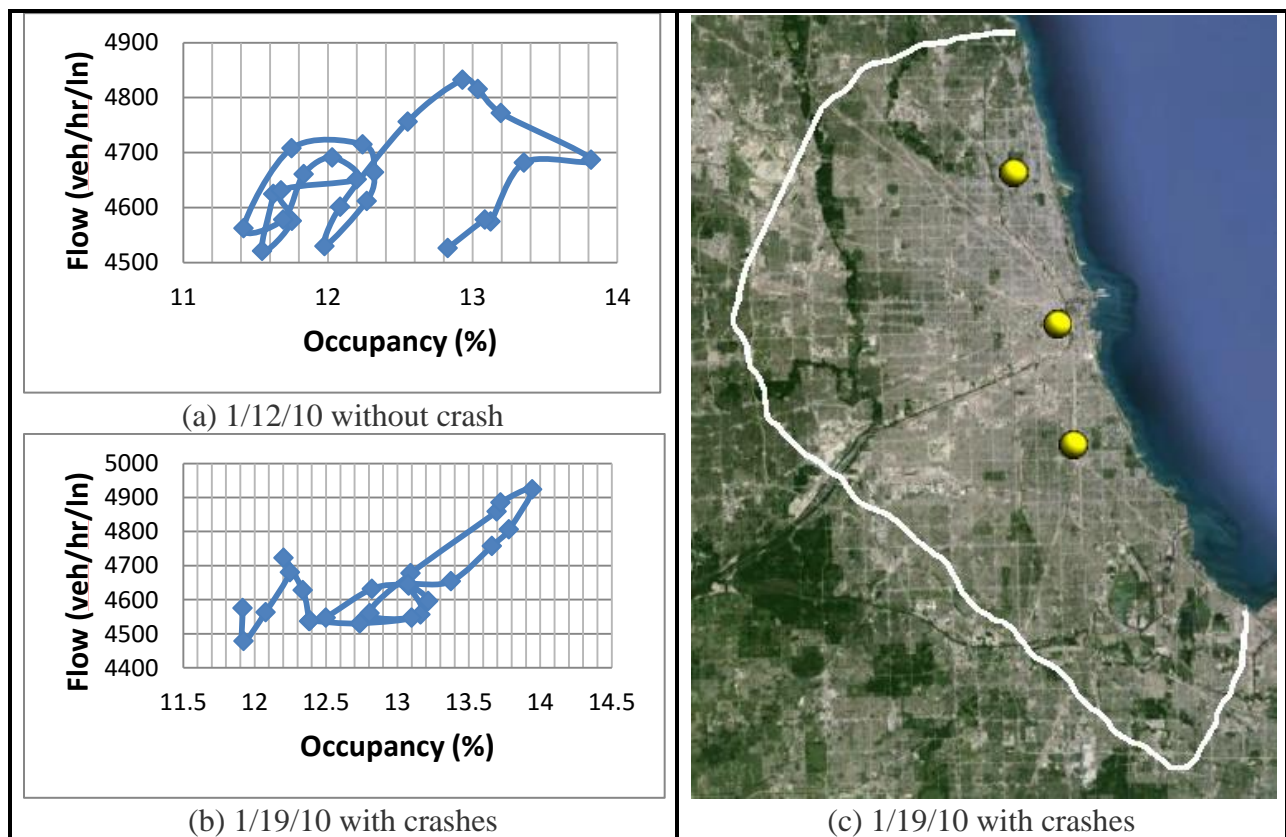 4900
4800
4700
4600
4500
Flow (veh/hr/ln)
11 12 13 14
Occupancy (%)
(a) 1/12/10 without crash
5000
4900
4800
4700
4600
4500
4400
Flow (veh/hr/ln)
11.5 12 12.5 13 13.5 14 14.5
Occupancy (%)
(b) 1/19/10 with crashes
(c) 1/19/10 with crashes